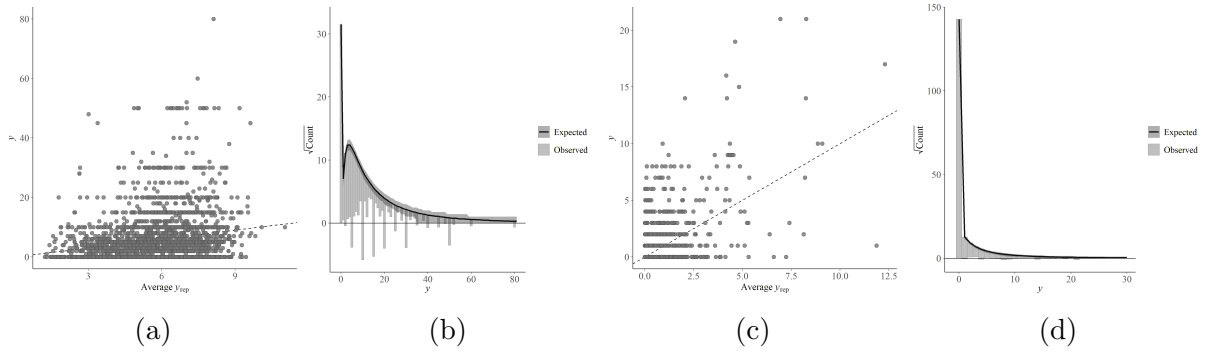 80
60
40
20
0
y
3
6
9
Average y_rep
(a)
30
20
10
0
√Count
0
20
40
60
80
y
Expected
Observed
(b)
20
15
10
5
0
y
0.0
2.5
5.0
7.5
10.0
12.5
Average y_rep
(c)
150
100
50
0
√Count
0
10
20
30
y
Expected
Observed
(d)